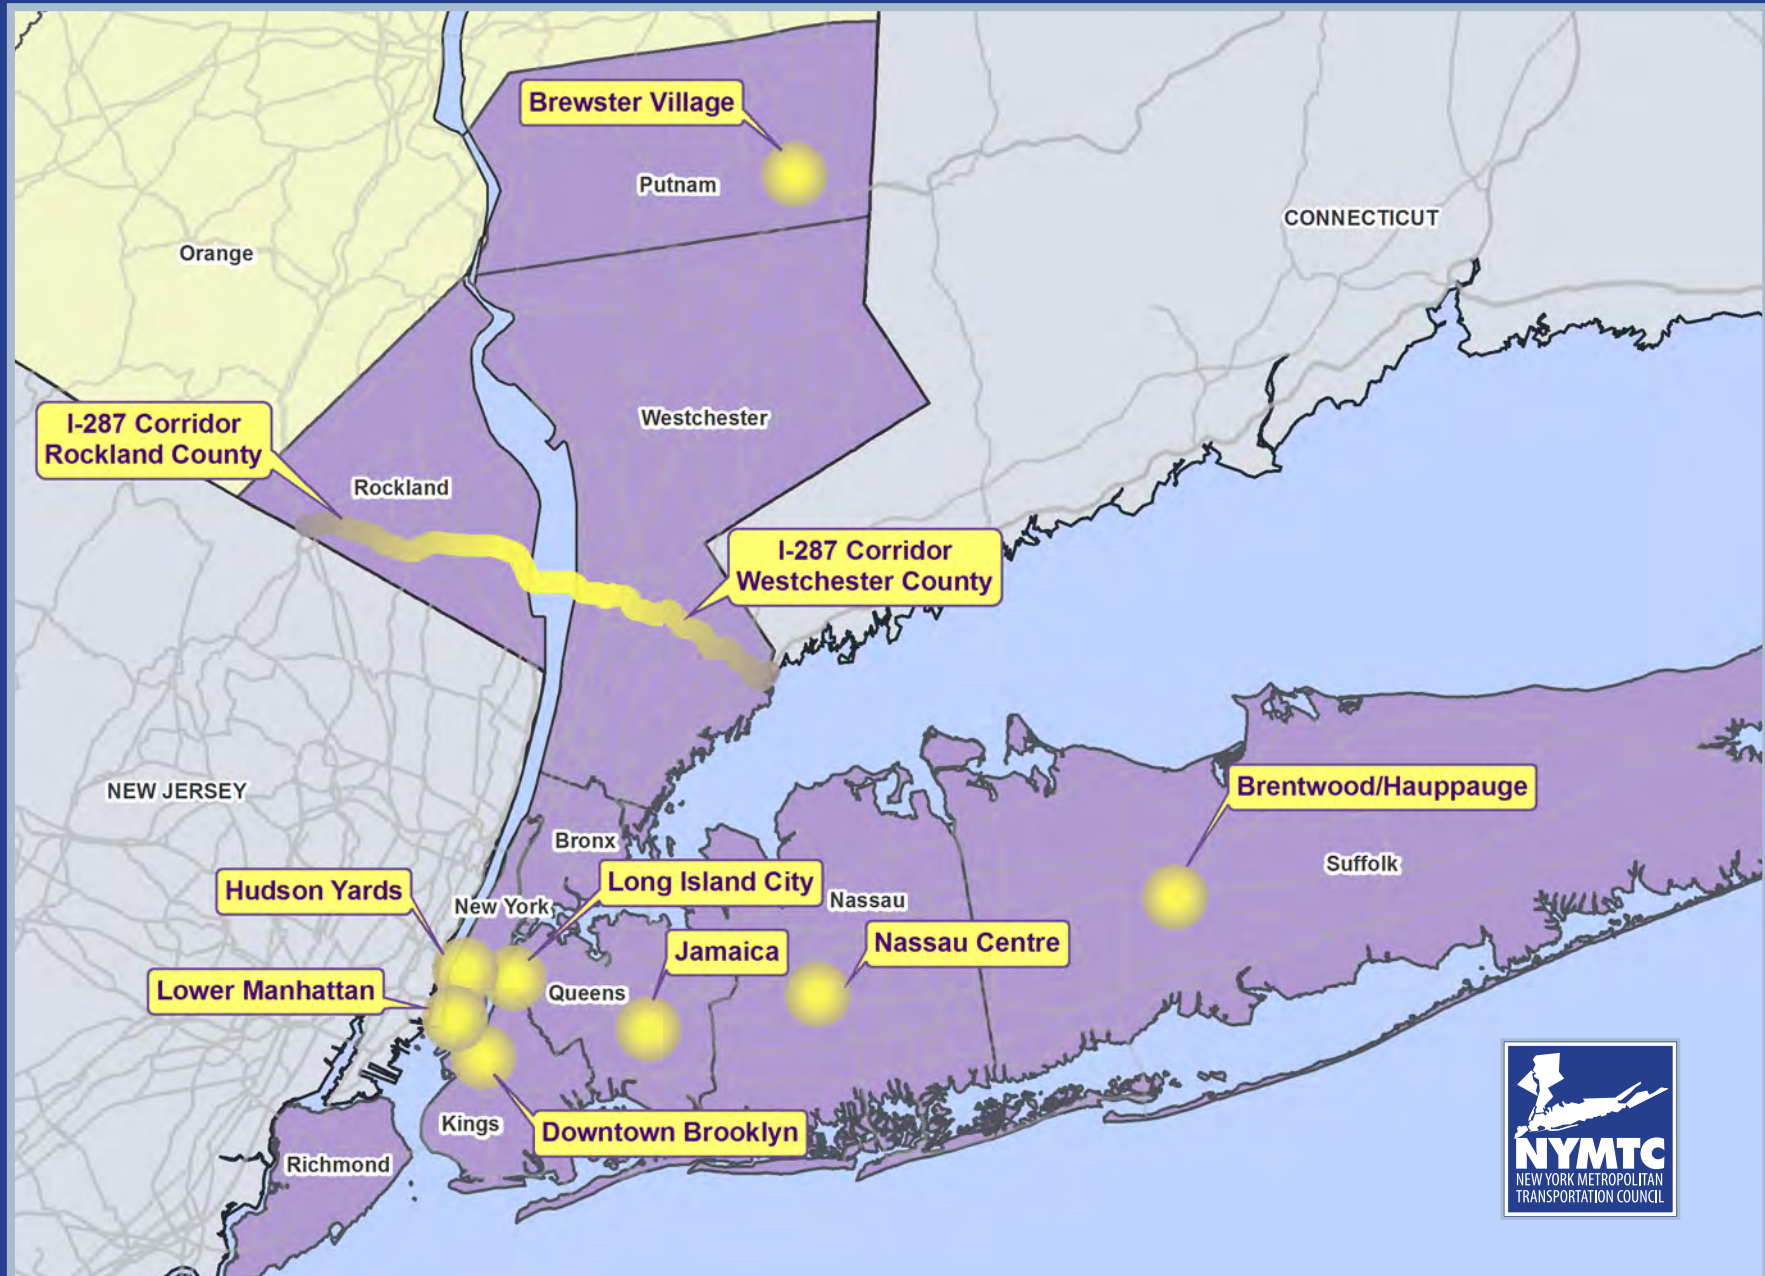 Brewster Village
Putnam
CONNECTICUT
Orange
I-287 Corridor
Rockland County
Westchester
Rockland
I-287 Corridor
Westchester County
NEW JERSEY
Brentwood/Hauppauge
Bronx
Suffolk
Hudson Yards
Long Island City
New York
Nassau
Jamaica
Nassau Centre
Lower Manhattan
Queens
Kings
Downtown Brooklyn
Richmond
NYMTC
NEW YORK METROPOLITAN
TRANSPORTATION COUNCIL